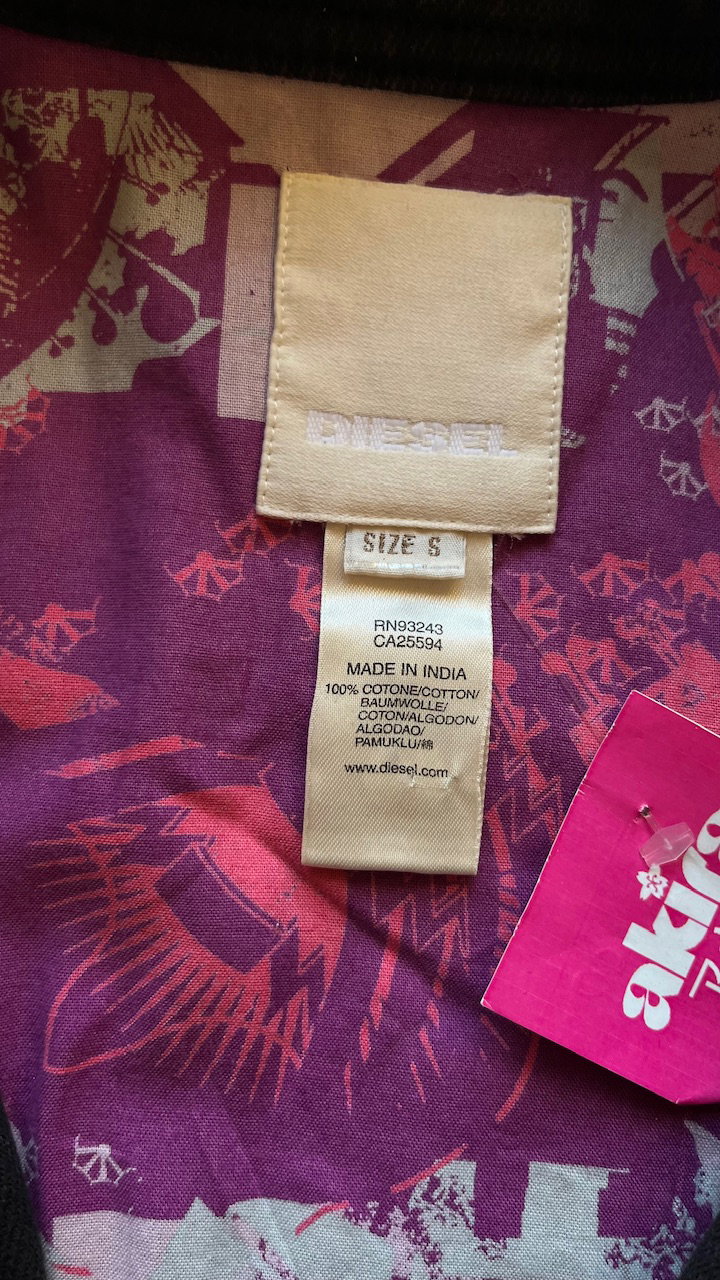 DIESEL
SIZE S
RN93243
CA25594
MADE IN INDIA
100% COTONE/COTTON/
BAUMWOLLE/
COTON/ALGODON/
ALGODAO/
PAMUKLU/綿
www.diesel.com
akira